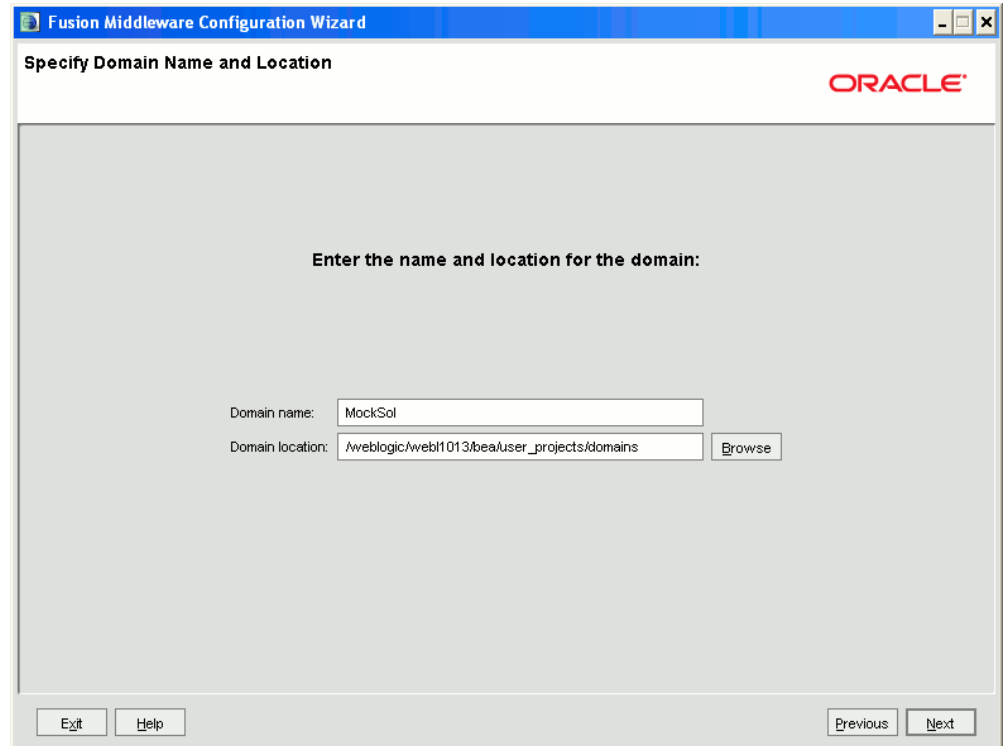 Fusion Middleware Configuration Wizard
Specify Domain Name and Location
ORACLE
Enter the name and location for the domain:
Domain name: MockSol
Domain location: /weblogic/webl1013/bea/user_projects/domains Browse
Exit Help Previous Next